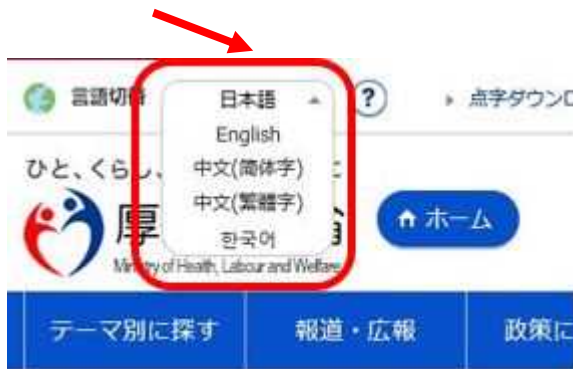 言語切 日本語 ? 点字ダウンロ
English
ひと、くらし、 中文(简体字)
中文(繁體字)
厚 省 ホーム
한국어
Ministry of Health, Labour and Welfare
テーマ別に探す 報道・広報 政策に